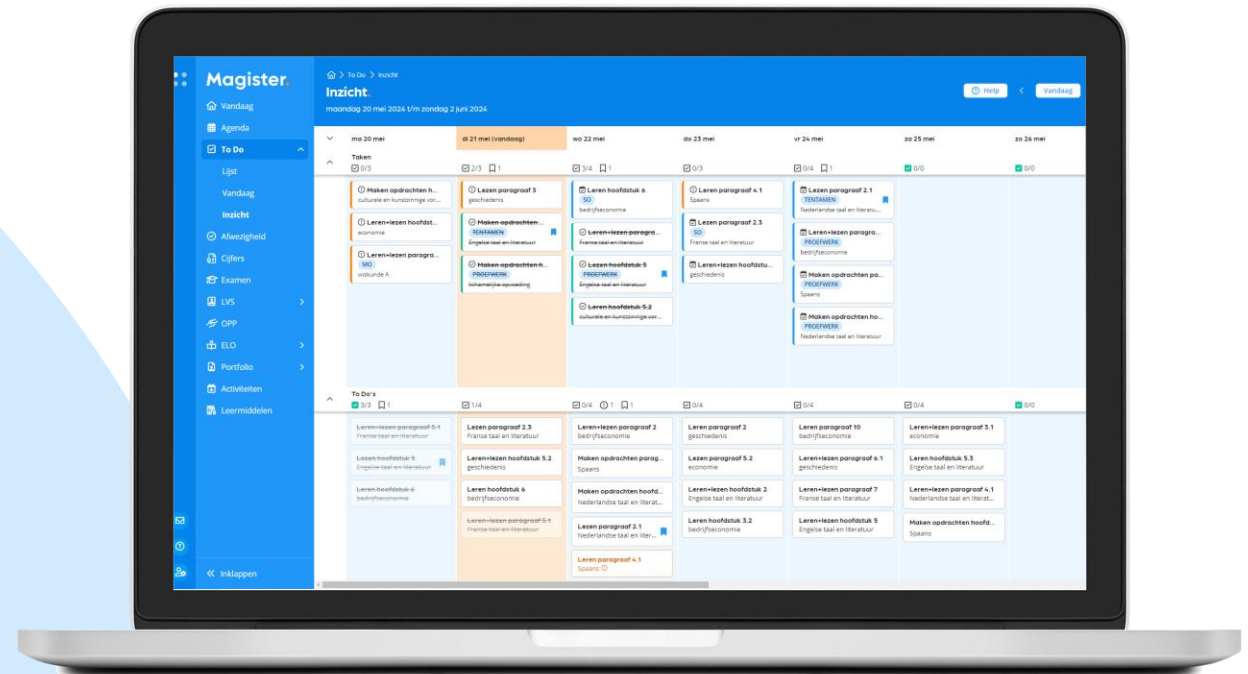 Magister.
Vandaag
Agenda
To Do
Lijst
Vandaag
Inzicht
Afwezigheid
Cijfers
Examen
LVS
OPP
ELO
Portfolio
Activiteiten
Leermiddelen
Inklappen
To Do > Inzicht
Inzicht.
maandag 20 mei 2024 t/m zondag 2 juni 2024
Help
Vandaag
ma 20 mei
di 21 mei (vandaag)
wo 22 mei
do 23 mei
vr 24 mei
za 25 mei
zo 26 mei
Taken
0/3
2/3 1
3/4 1
0/3
0/4 1
0/0
0/0
Maken opdrachten h...
culturele en kunstzinnige vor...
Leren+lezen hoofdst...
economie
Leren+lezen paragra...
MO
wiskunde A
Lezen paragraaf 3
geschiedenis
Maken opdrachten ...
TENTAMEN
Engelse taal en literatuur
Maken opdrachten h...
PROEFWERK
lichamelijke opvoeding
Leren hoofdstuk 6
SO
bedrijfseconomie
Leren+lezen paragra...
Franse taal en literatuur
Lezen hoofdstuk 5
PROEFWERK
Engelse taal en literatuur
Leren hoofdstuk 5.2
culturele en kunstzinnige vor...
Leren paragraaf 4.1
Spaans
Lezen paragraaf 2.3
SO
Franse taal en literatuur
Leren+lezen hoofdstu...
geschiedenis
Lezen paragraaf 2.1
TENTAMEN
Nederlandse taal en literatu...
Leren+lezen paragra...
PROEFWERK
bedrijfseconomie
Maken opdrachten pa...
PROEFWERK
Spaans
Maken opdrachten ho...
PROEFWERK
Nederlandse taal en literatuur
To Do's
3/3 1
1/4
0/4 1 1
0/4
0/4
0/4
0/0
Leren+lezen paragraaf 5.1
Franse taal en literatuur
Lezen hoofdstuk 5
Engelse taal en literatuur
Leren hoofdstuk 6
bedrijfseconomie
Lezen paragraaf 2.3
Franse taal en literatuur
Leren+lezen hoofdstuk 5.2
geschiedenis
Leren hoofdstuk 6
bedrijfseconomie
Leren+lezen paragraaf 5.1
Franse taal en literatuur
Leren+lezen paragraaf 2
bedrijfseconomie
Maken opdrachten parag...
Spaans
Maken opdrachten hoofd...
Nederlandse taal en literat...
Lezen paragraaf 2.1
Nederlandse taal en liter...
Leren paragraaf 4.1
Spaans
Leren paragraaf 2
geschiedenis
Lezen paragraaf 5.2
economie
Leren+lezen hoofdstuk 2
Engelse taal en literatuur
Leren hoofdstuk 3.2
bedrijfseconomie
Leren paragraaf 10
bedrijfseconomie
Leren+lezen paragraaf 6.1
geschiedenis
Leren+lezen paragraaf 7
Franse taal en literatuur
Leren+lezen hoofdstuk 5
Engelse taal en literatuur
Leren+lezen paragraaf 3.1
economie
Leren hoofdstuk 5.3
Engelse taal en literatuur
Leren+lezen paragraaf 4.1
Nederlandse taal en literat...
Maken opdrachten hoofd...
Spaans